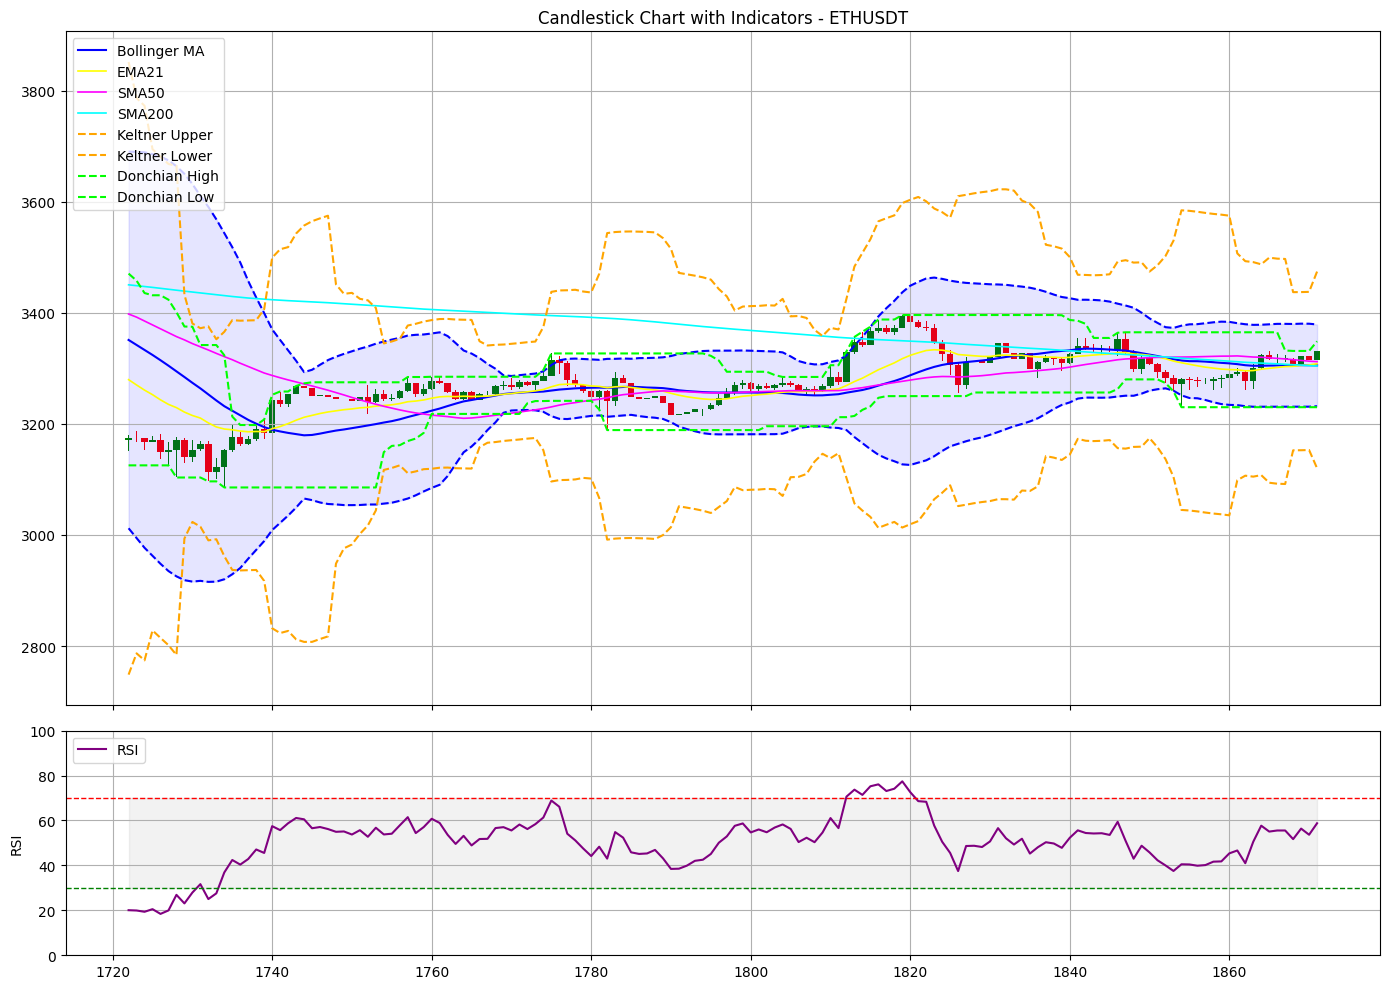 Candlestick Chart with Indicators - ETHUSDT
Bollinger MA
EMA21
SMA50
SMA200
Keltner Upper
Keltner Lower
Donchian High
Donchian Low
3800
3600
3400
3200
3000
2800
RSI
100
80
60
40
20
0
RSI
1720
1740
1760
1780
1800
1820
1840
1860